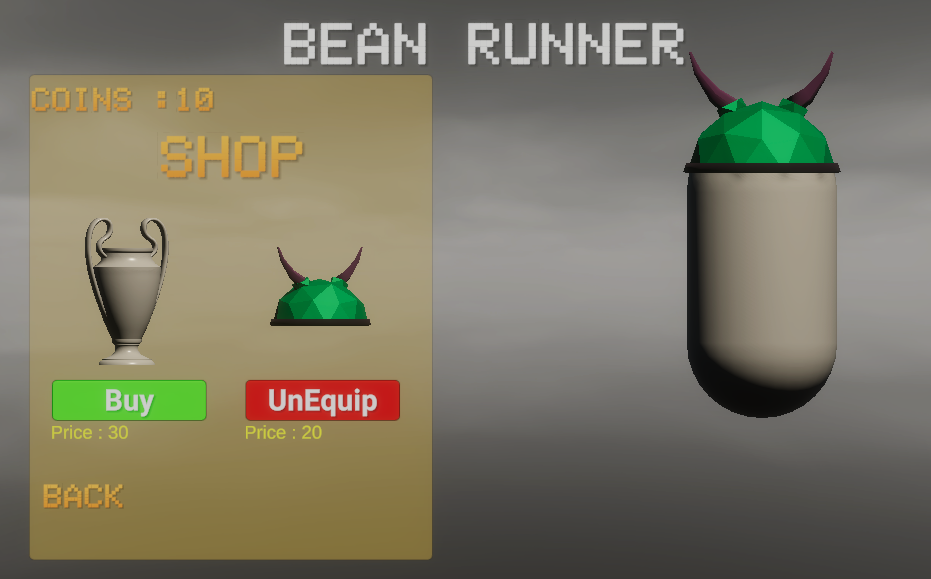 BEAN RUNNER
COINS :10
SHOP
Buy
UnEquip
Price : 30
Price : 20
BACK